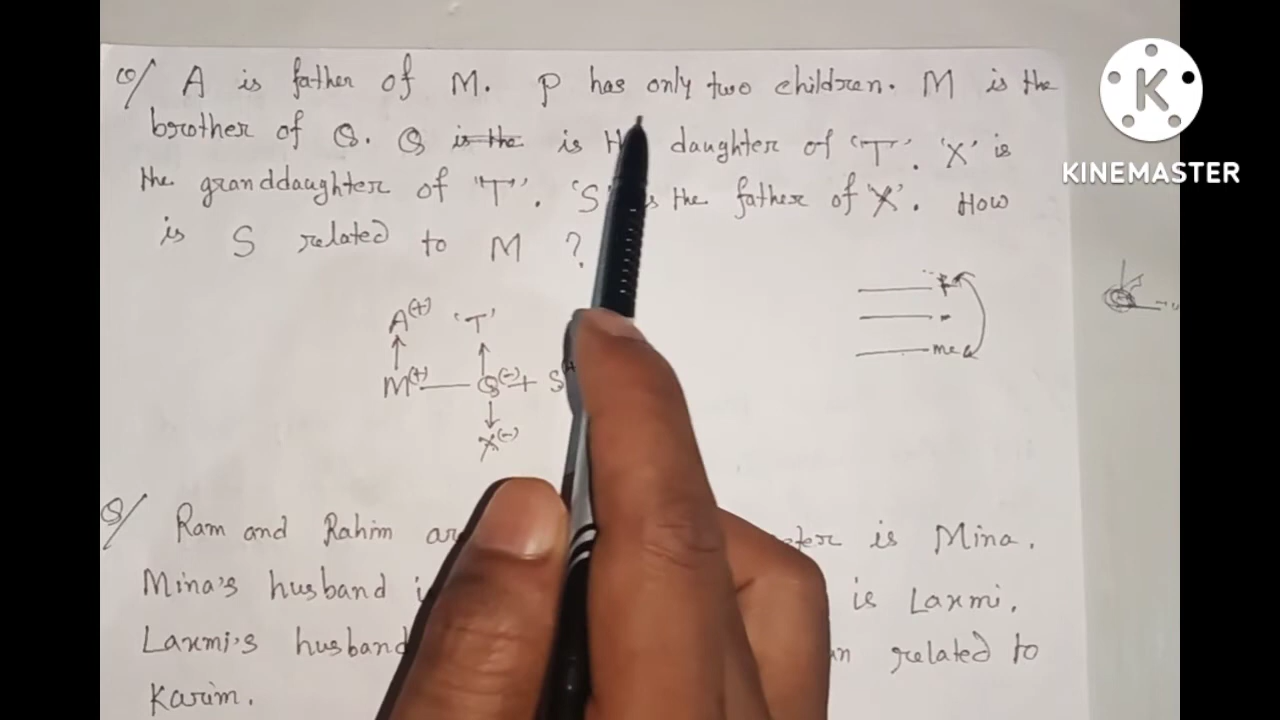 Q/ A is father of M. P has only two children. M is the
brother of Q. Q is the is the daughter of 'T'. 'X' is
the granddaughter of 'T'. 'S' is the father of 'X'. How
is S related to M ?
A(+) 'T'
M(+) — Q(-) + S
X(-)
Q/ Ram and Rahim is Mina.
Mina's husband is Laxmi.
Laxmi's husband related to
Karim.
K
KINEMASTER